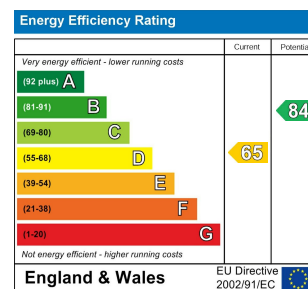 Energy Efficiency Rating
Current Potentia
Very energy efficient - lower running costs
(92 plus) A
(81-91) B
84
(69-80) C
(55-68) D
65
(39-54) E
(21-38) F
(1-20) G
Not energy efficient - higher running costs
England & Wales
EU Directive
2002/91/EC